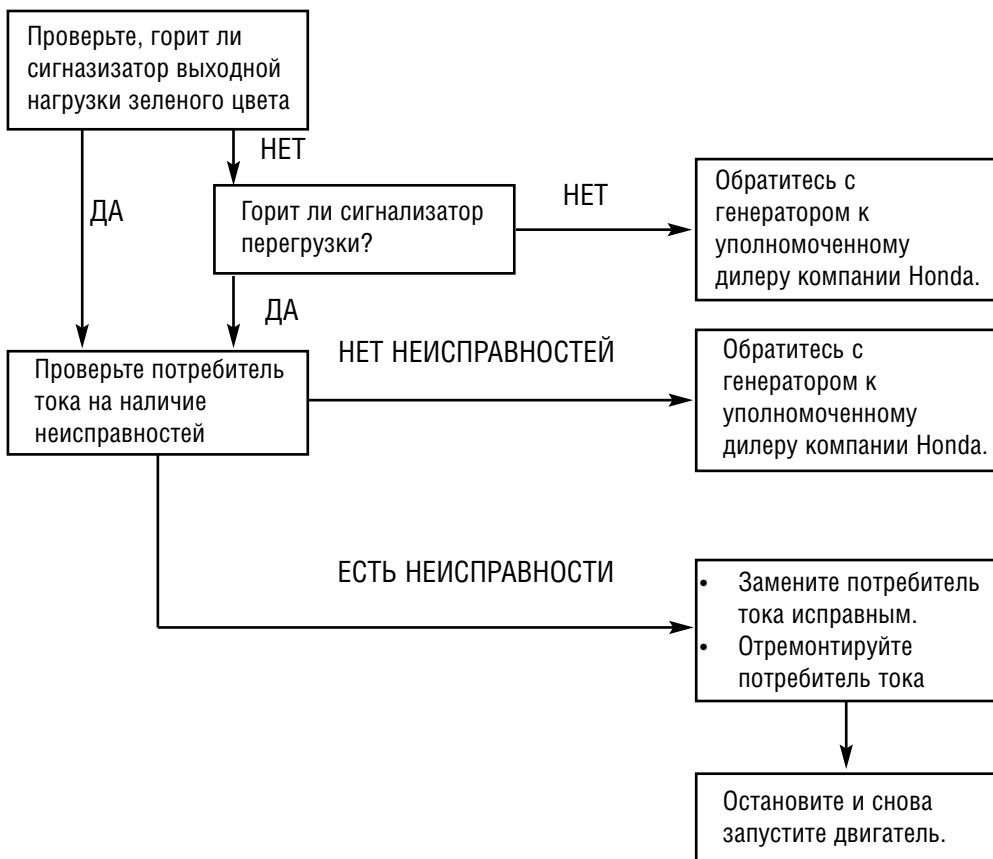 Проверьте, горит ли
сигназизатор выходной
нагрузки зеленого цвета
НЕТ
ДА
Горит ли сигнализатор
перегрузки?
НЕТ
Обратитесь с
генератором к
уполномоченному
дилеру компании Honda.
ДА
Проверьте потребитель
тока на наличие
неисправностей
НЕТ НЕИСПРАВНОСТЕЙ
Обратитесь с
генератором к
уполномоченному
дилеру компании Honda.
ЕСТЬ НЕИСПРАВНОСТИ
• Замените потребитель
тока исправным.
• Отремонтируйте
потребитель тока
Остановите и снова
запустите двигатель.